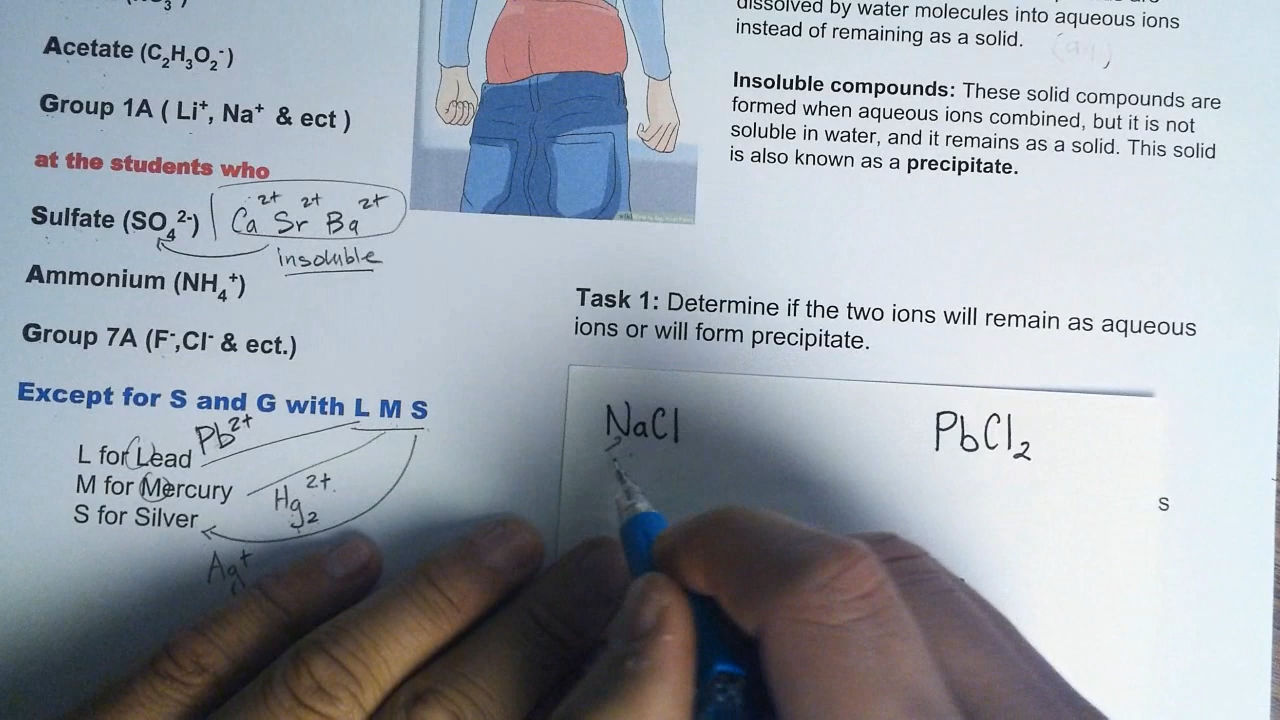 Acetate (C₂H₃O₂⁻)
Group 1A ( Li⁺, Na⁺ & ect )
at the students who
Sulfate (SO₄²⁻) Ca²⁺ Sr²⁺ Ba²⁺
insoluble
Ammonium (NH₄⁺)
Group 7A (F⁻,Cl⁻ & ect.)
Except for S and G with L M S
Pb²⁺
L for Lead
M for Mercury
Hg₂²⁺
S for Silver
Ag⁺
dissolved by water molecules into aqueous ions
instead of remaining as a solid.
(aq)
Insoluble compounds: These solid compounds are
formed when aqueous ions combined, but it is not
soluble in water, and it remains as a solid. This solid
is also known as a precipitate.
Task 1: Determine if the two ions will remain as aqueous
ions or will form precipitate.
NaCl
PbCl₂
S